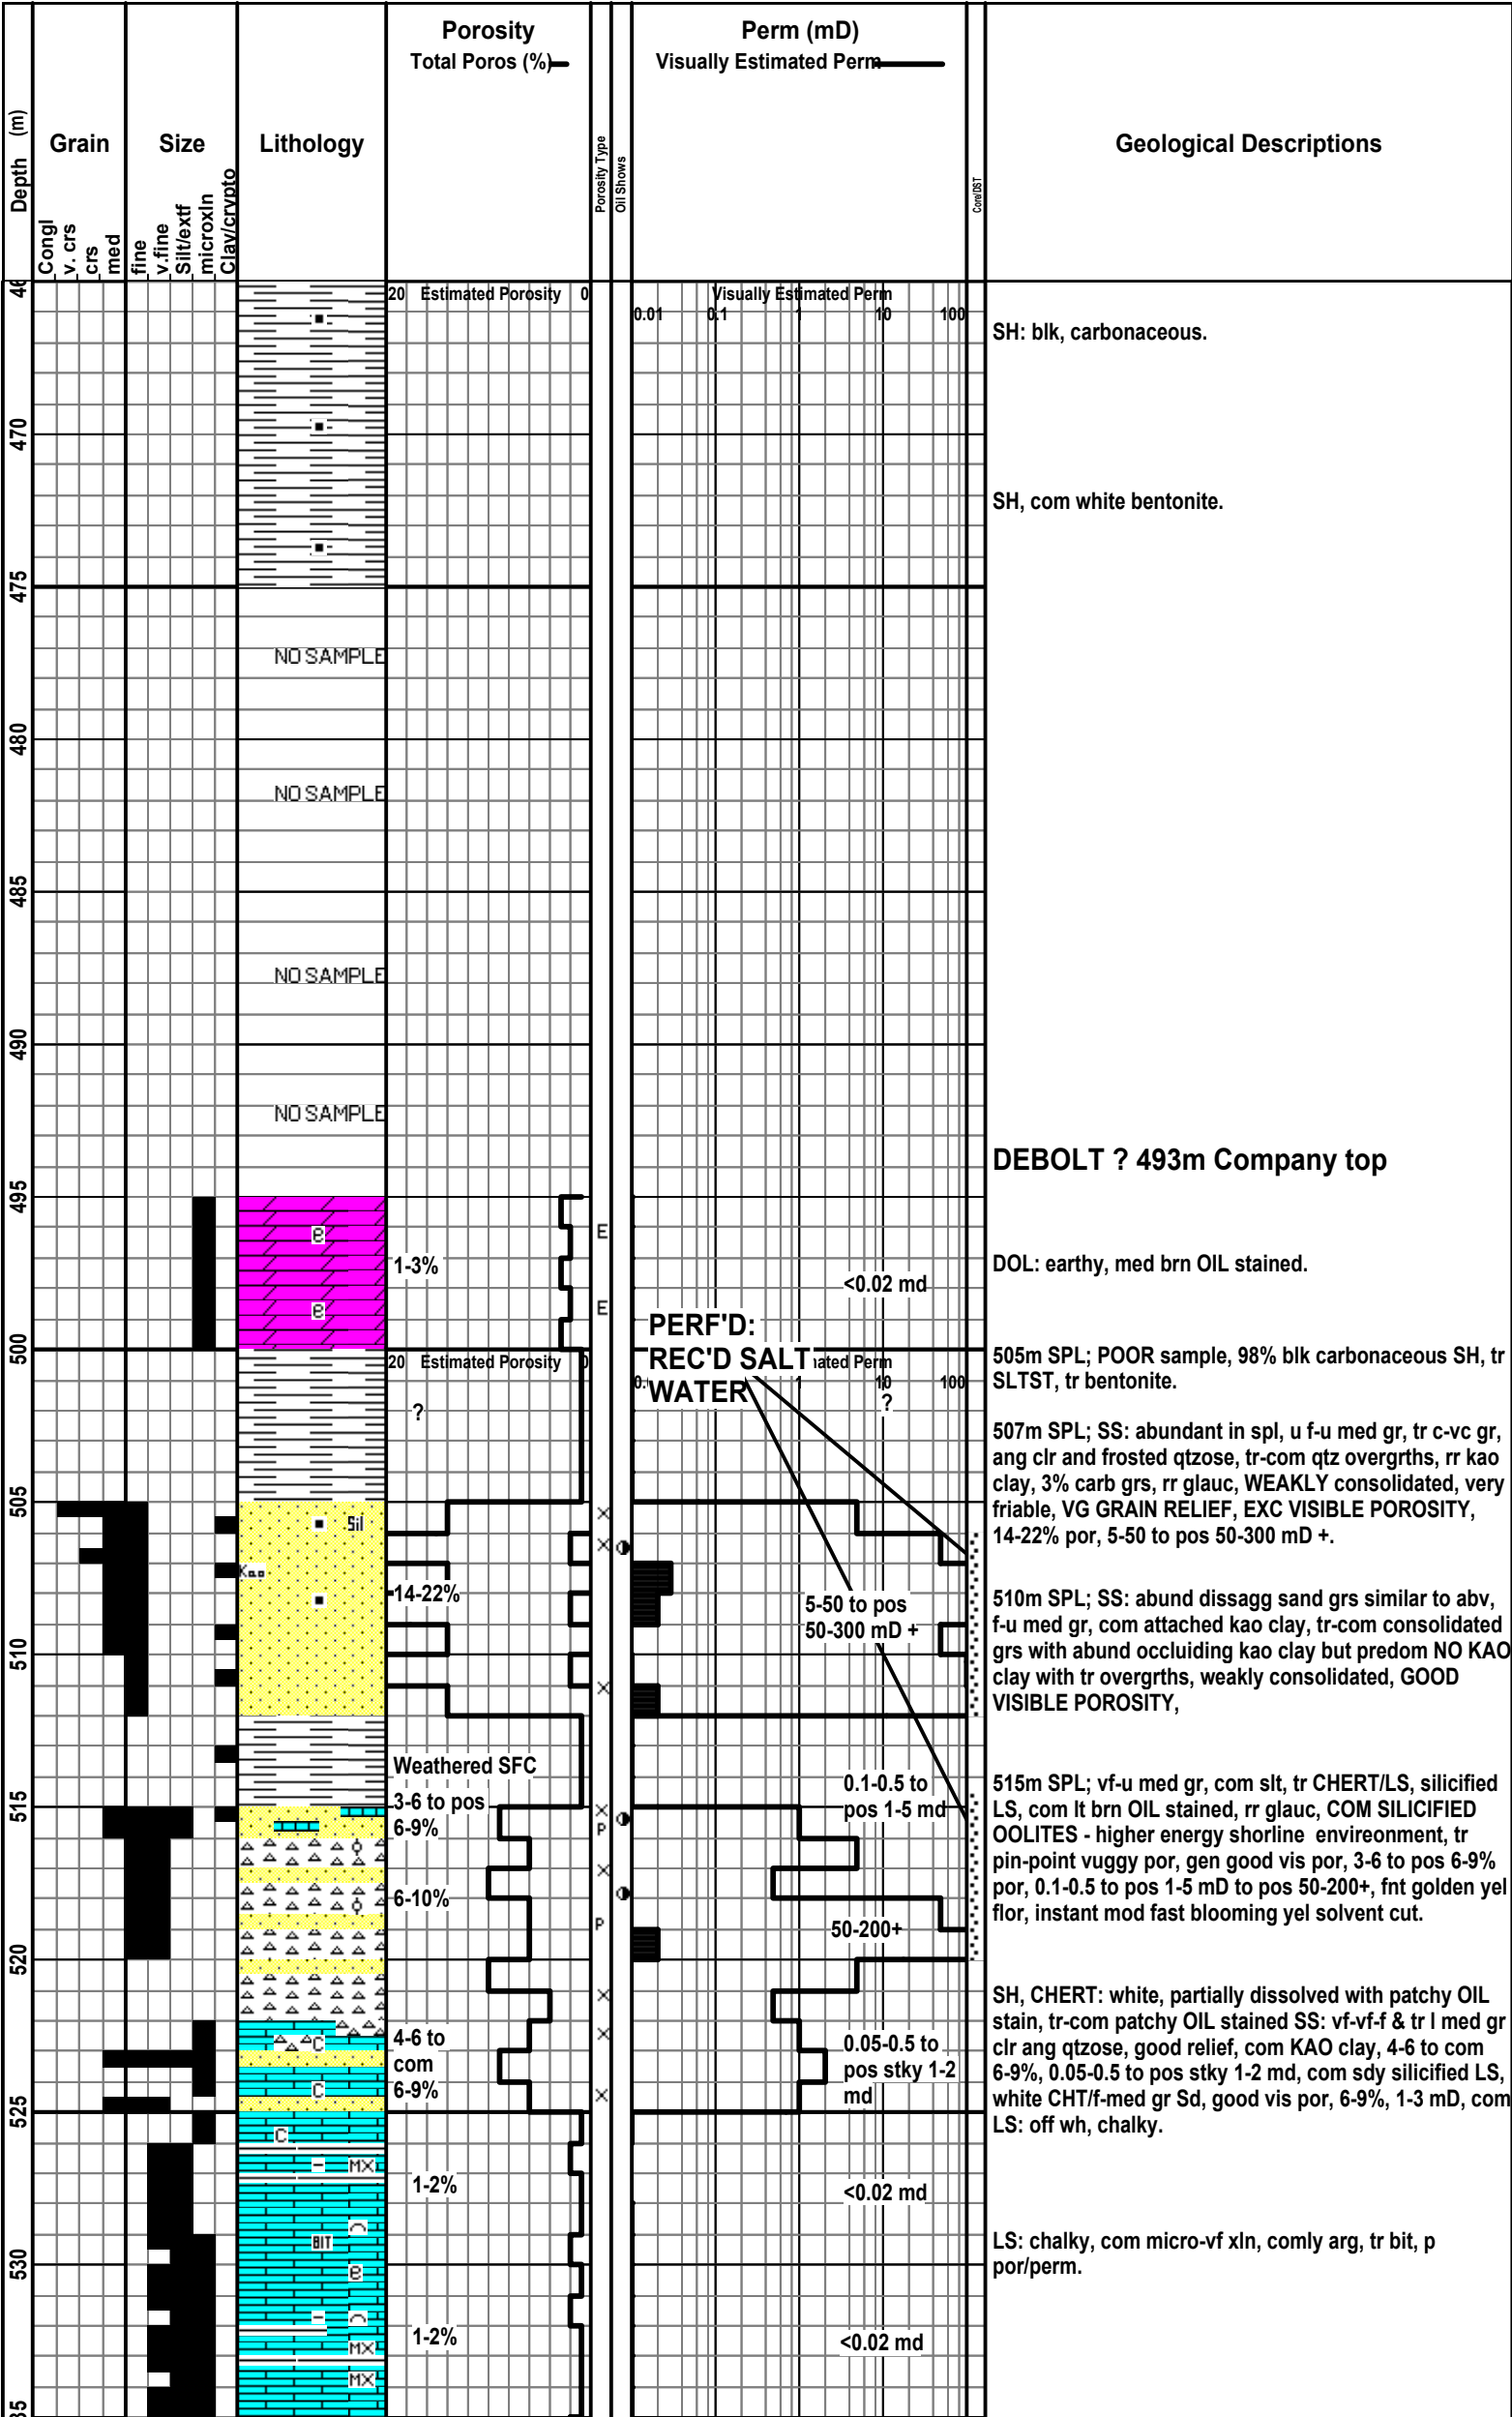 Porosity
Total Poros (%)
Perm (mD)
Visually Estimated Perm
Depth (m)
Grain Size
Lithology
Porosity Type
Oil Shows
Core/DST
Geological Descriptions
Congl
v. crs
crs
med
fine
v.fine
Silt/extf
microxln
Clay/crypto
46
20 Estimated Porosity 0
Visually Estimated Perm
0.01 0.1 1 10 100
SH: blk, carbonaceous.
470
SH, com white bentonite.
475
NO SAMPLE
480
NO SAMPLE
485
NO SAMPLE
490
NO SAMPLE
DEBOLT ? 493m Company top
495
e
E
1-3%
<0.02 md
DOL: earthy, med brn OIL stained.
e
E
PERF'D:
REC'D SALT
WATER
500
20 Estimated Porosity 0
ated Perm
0. 1 10 100
?
?
505m SPL; POOR sample, 98% blk carbonaceous SH, tr
SLTST, tr bentonite.
507m SPL; SS: abundant in spl, u f-u med gr, tr c-vc gr,
ang clr and frosted qtzose, tr-com qtz overgrths, rr kao
clay, 3% carb grs, rr glauc, WEAKLY consolidated, very
friable, VG GRAIN RELIEF, EXC VISIBLE POROSITY,
14-22% por, 5-50 to pos 50-300 mD +.
505
Sil
Kao
14-22%
5-50 to pos
50-300 mD +
510m SPL; SS: abund dissagg sand grs similar to abv,
f-u med gr, com attached kao clay, tr-com consolidated
grs with abund occluiding kao clay but predom NO KAO
clay with tr overgrths, weakly consolidated, GOOD
VISIBLE POROSITY,
510
Weathered SFC
3-6 to pos
6-9%
0.1-0.5 to
pos 1-5 md
515
P
515m SPL; vf-u med gr, com slt, tr CHERT/LS, silicified
LS, com lt brn OIL stained, rr glauc, COM SILICIFIED
OOLITES - higher energy shorline envireonment, tr
pin-point vuggy por, gen good vis por, 3-6 to pos 6-9%
por, 0.1-0.5 to pos 1-5 mD to pos 50-200+, fnt golden yel
flor, instant mod fast blooming yel solvent cut.
6-10%
P
50-200+
520
SH, CHERT: white, partially dissolved with patchy OIL
stain, tr-com patchy OIL stained SS: vf-vf-f & tr l med gr
clr ang qtzose, good relief, com KAO clay, 4-6 to com
6-9%, 0.05-0.5 to pos stky 1-2 md, com sdy silicified LS,
white CHT/f-med gr Sd, good vis por, 6-9%, 1-3 mD, com
LS: off wh, chalky.
C
4-6 to
com
6-9%
0.05-0.5 to
pos stky 1-2
md
C
525
C
MX
1-2%
<0.02 md
BIT
LS: chalky, com micro-vf xln, comly arg, tr bit, p
por/perm.
530
e
1-2%
<0.02 md
MX
MX
35